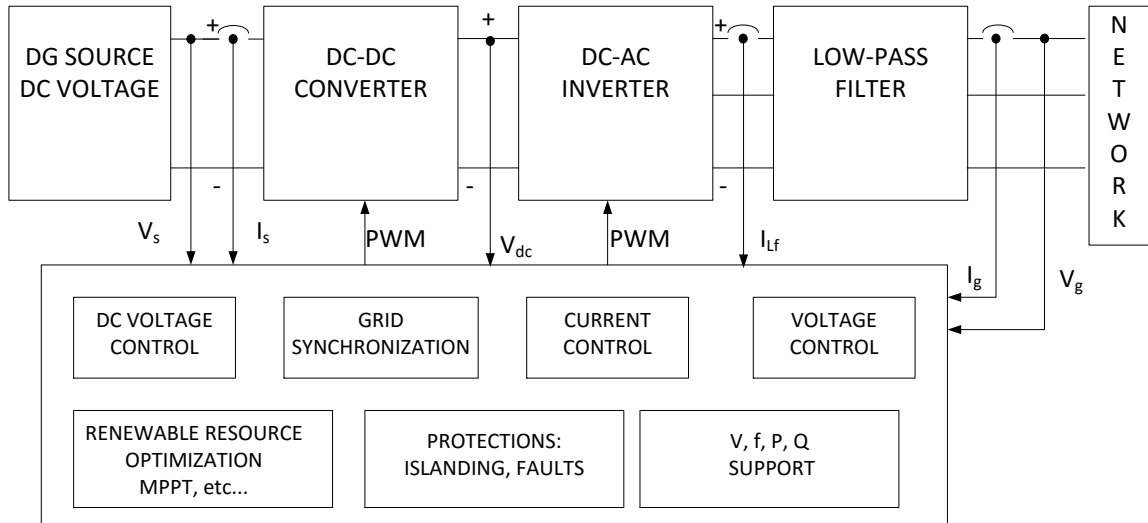 DG SOURCE
DC VOLTAGE
+
-
DC-DC
CONVERTER
+
-
DC-AC
INVERTER
+
-
LOW-PASS
FILTER
N
E
T
W
O
R
K
Vs
Is
PWM
Vdc
PWM
ILf
Ig
Vg
DC VOLTAGE
CONTROL
GRID
SYNCHRONIZATION
CURRENT
CONTROL
VOLTAGE
CONTROL
RENEWABLE RESOURCE
OPTIMIZATION
MPPT, etc...
PROTECTIONS:
ISLANDING, FAULTS
V, f, P, Q
SUPPORT